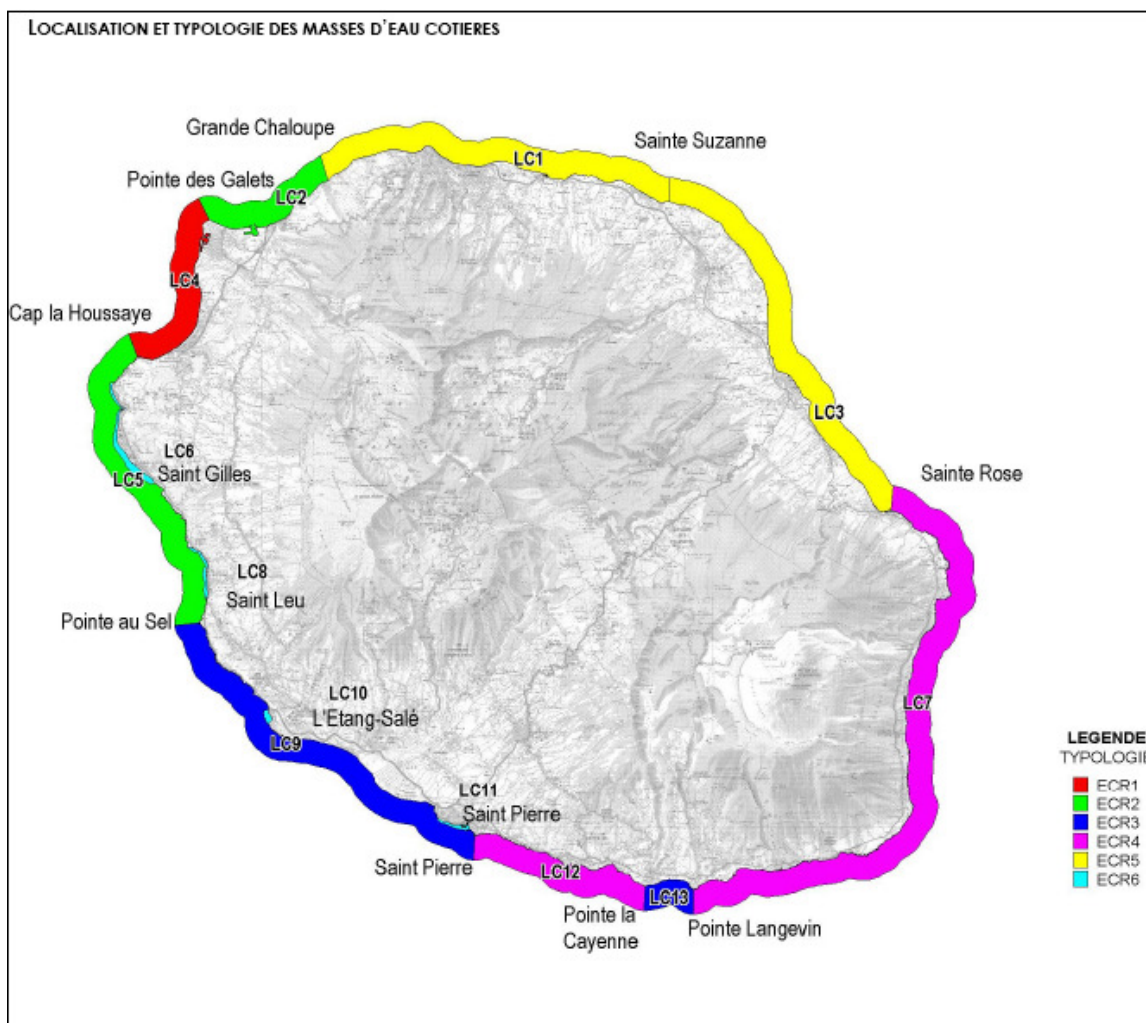 LOCALISATION ET TYPOLOGIE DES MASSES D'EAU COTIERES
Grande Chaloupe
Sainte Suzanne
LC1
Pointe des Galets
LC2
LC4
Cap la Houssaye
LC3
LC6
Saint Gilles
LC5
Sainte Rose
LC8
Saint Leu
Pointe au Sel
LC10
L'Etang-Salé
LC7
LC9
LEGENDE
TYPOLOGIE
ECR1
ECR2
ECR3
ECR4
ECR5
ECR6
LC11
Saint Pierre
Saint Pierre
LC12
LC13
Pointe la
Cayenne
Pointe Langevin